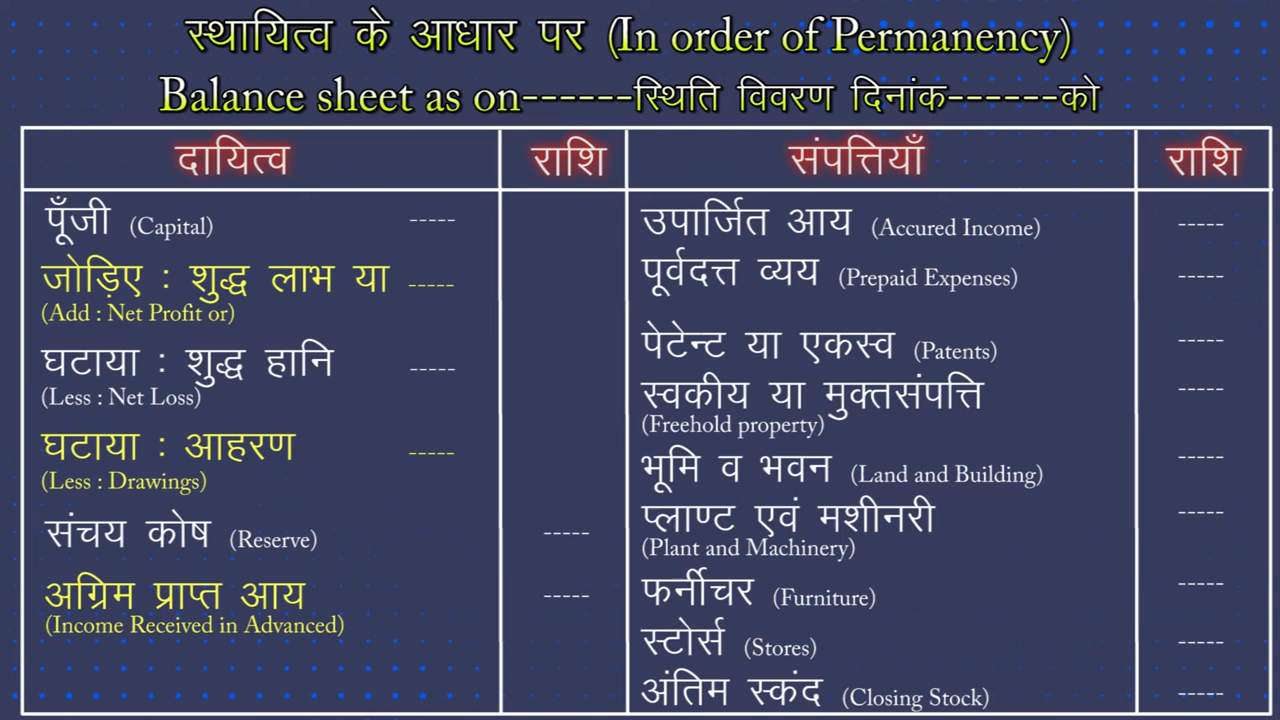 स्थायित्व के आधार पर (In order of Permanency)
Balance sheet as on------स्थिति विवरण दिनांक------को
दायित्व राशि संपत्तियाँ राशि
पूँजी (Capital) -----
जोड़िए : शुद्ध लाभ या -----
(Add : Net Profit or)
घटाया : शुद्ध हानि -----
(Less : Net Loss)
घटाया : आहरण -----
(Less : Drawings)
संचय कोष (Reserve) -----
अग्रिम प्राप्त आय -----
(Income Received in Advanced)
उपार्जित आय (Accured Income) -----
पूर्वदत्त व्यय (Prepaid Expenses) -----
पेटेन्ट या एकस्व (Patents) -----
स्वकीय या मुक्तसंपत्ति -----
(Freehold property)
भूमि व भवन (Land and Building) -----
प्लाण्ट एवं मशीनरी -----
(Plant and Machinery)
फर्नीचर (Furniture) -----
स्टोर्स (Stores) -----
अंतिम स्कंद (Closing Stock) -----